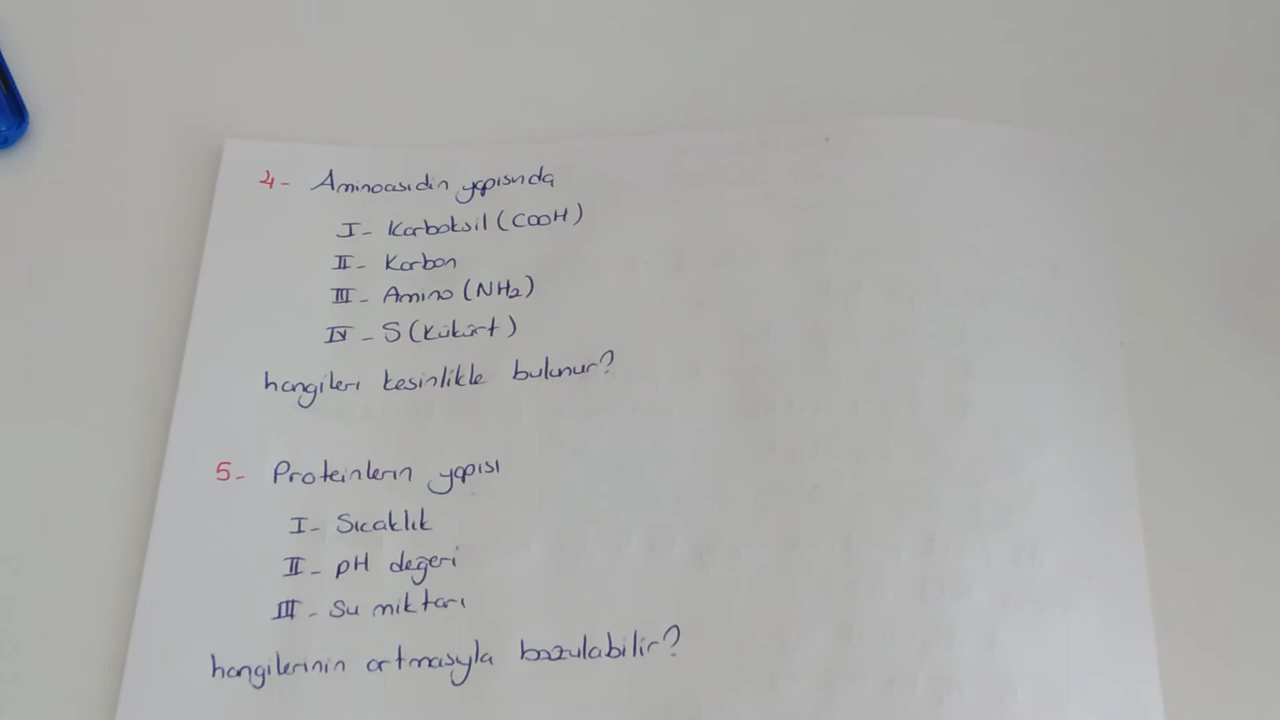 4- Aminoasidin yapısında
I- Karboksil (COOH)
II- Karbon
III- Amino (NH2)
IV- S (Kükürt)
hangileri kesinlikle bulunur?
5- Proteinlerin yapısı
I- Sıcaklık
II- pH değeri
III- Su miktarı
hangilerinin artmasıyla bozulabilir?